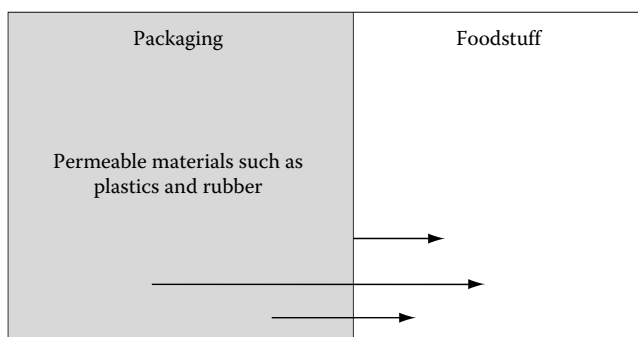 Packaging
Foodstuff
Permeable materials such as
plastics and rubber